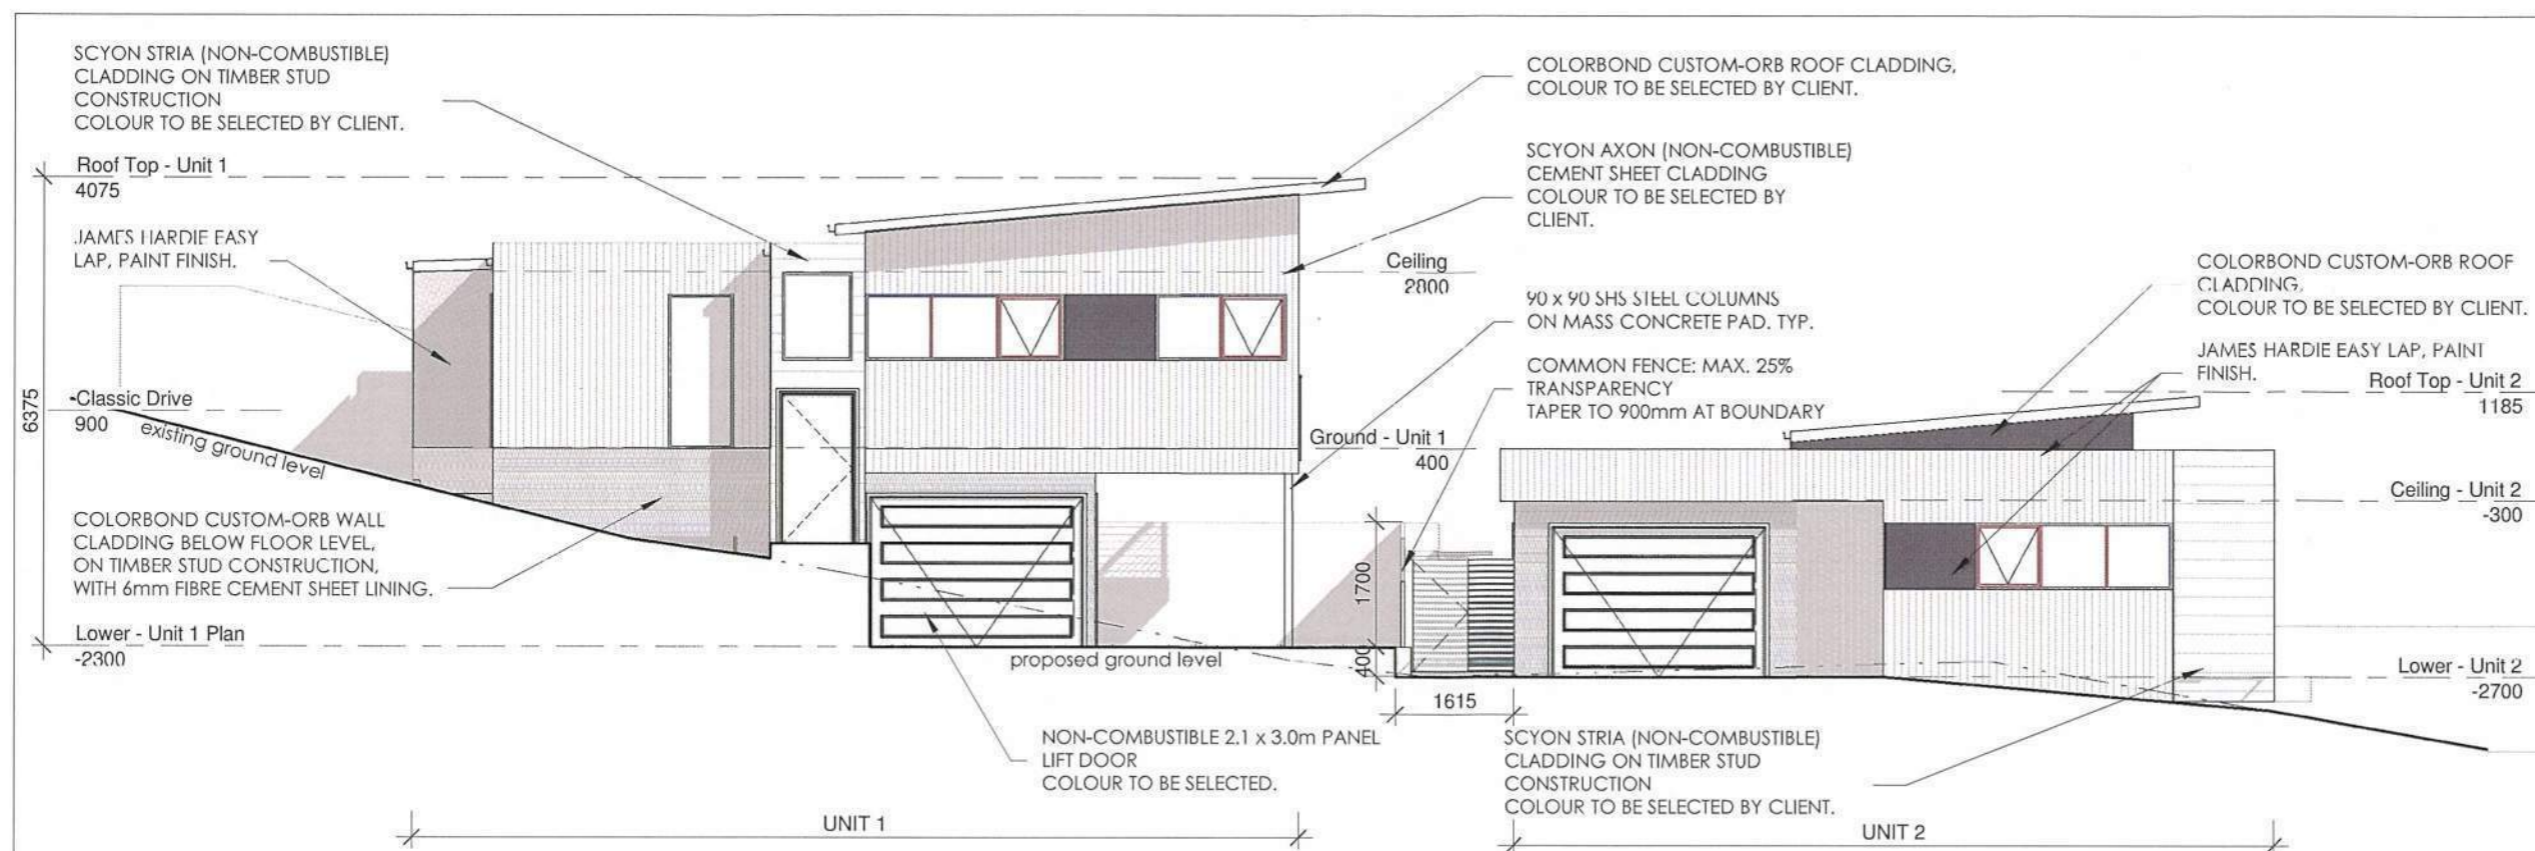 SCYON STRIA (NON-COMBUSTIBLE)
CLADDING ON TIMBER STUD
CONSTRUCTION
COLOUR TO BE SELECTED BY CLIENT.
COLORBOND CUSTOM-ORB ROOF CLADDING,
COLOUR TO BE SELECTED BY CLIENT.
Roof Top - Unit 1
4075
SCYON AXON (NON-COMBUSTIBLE)
CEMENT SHEET CLADDING
COLOUR TO BE SELECTED BY
CLIENT.
JAMES HARDIE EASY
LAP, PAINT FINISH.
Ceiling
2800
COLORBOND CUSTOM-ORB ROOF
CLADDING,
COLOUR TO BE SELECTED BY CLIENT.
90 x 90 SHS STEEL COLUMNS
ON MASS CONCRETE PAD. TYP.
JAMES HARDIE EASY LAP, PAINT
FINISH.
COMMON FENCE: MAX. 25%
TRANSPARENCY
TAPER TO 900mm AT BOUNDARY
Roof Top - Unit 2
1185
6375
Classic Drive
900
existing ground level
Ground - Unit 1
400
Ceiling - Unit 2
-300
COLORBOND CUSTOM-ORB WALL
CLADDING BELOW FLOOR LEVEL,
ON TIMBER STUD CONSTRUCTION,
WITH 6mm FIBRE CEMENT SHEET LINING.
1700
Lower - Unit 1 Plan
-2300
proposed ground level
400
Lower - Unit 2
-2700
1615
NON-COMBUSTIBLE 2.1 x 3.0m PANEL
LIFT DOOR
COLOUR TO BE SELECTED.
SCYON STRIA (NON-COMBUSTIBLE)
CLADDING ON TIMBER STUD
CONSTRUCTION
COLOUR TO BE SELECTED BY CLIENT.
UNIT 1
UNIT 2